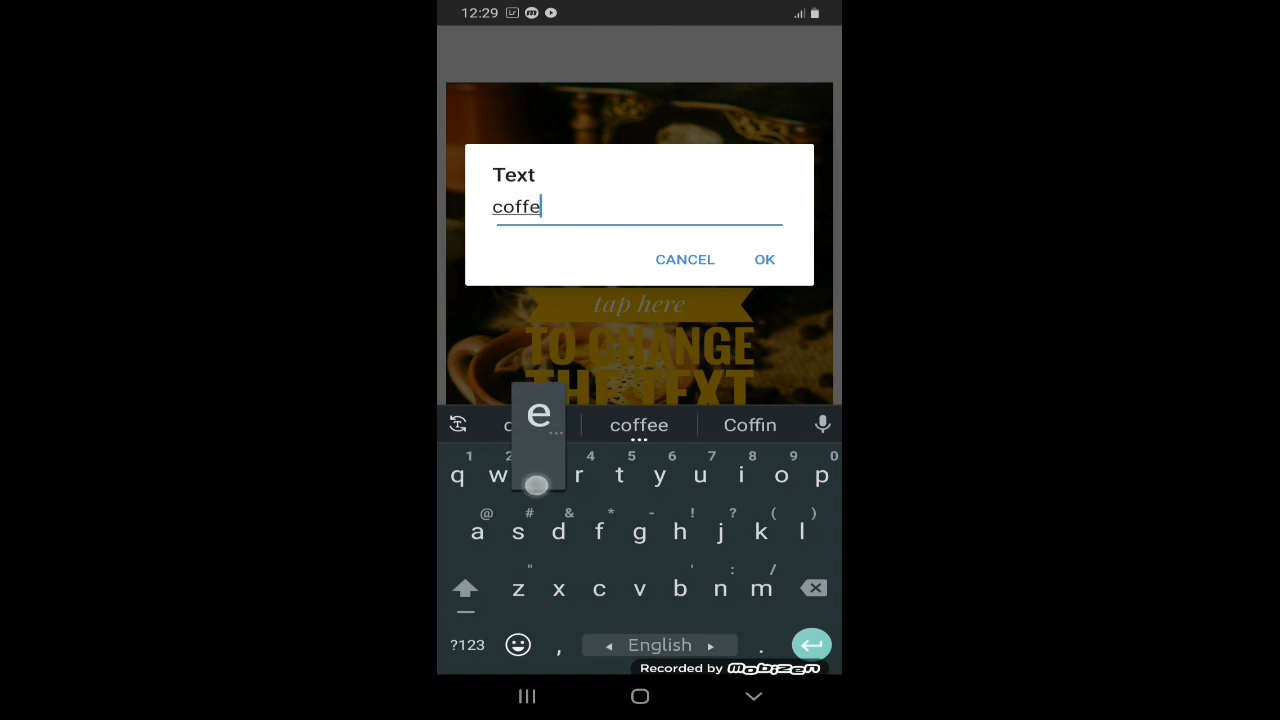 12:29
Text
coffe
CANCEL OK
tap here
TO CHANGE
THE TEXT
e
coffee Coffin
1 2 4 5 6 7 8 9 0
q w r t y u i o p
@ # & * - ! ? ( )
a s d f g h j k l
" ' : /
z x c v b n m
?123 , English .
Recorded by mobizen